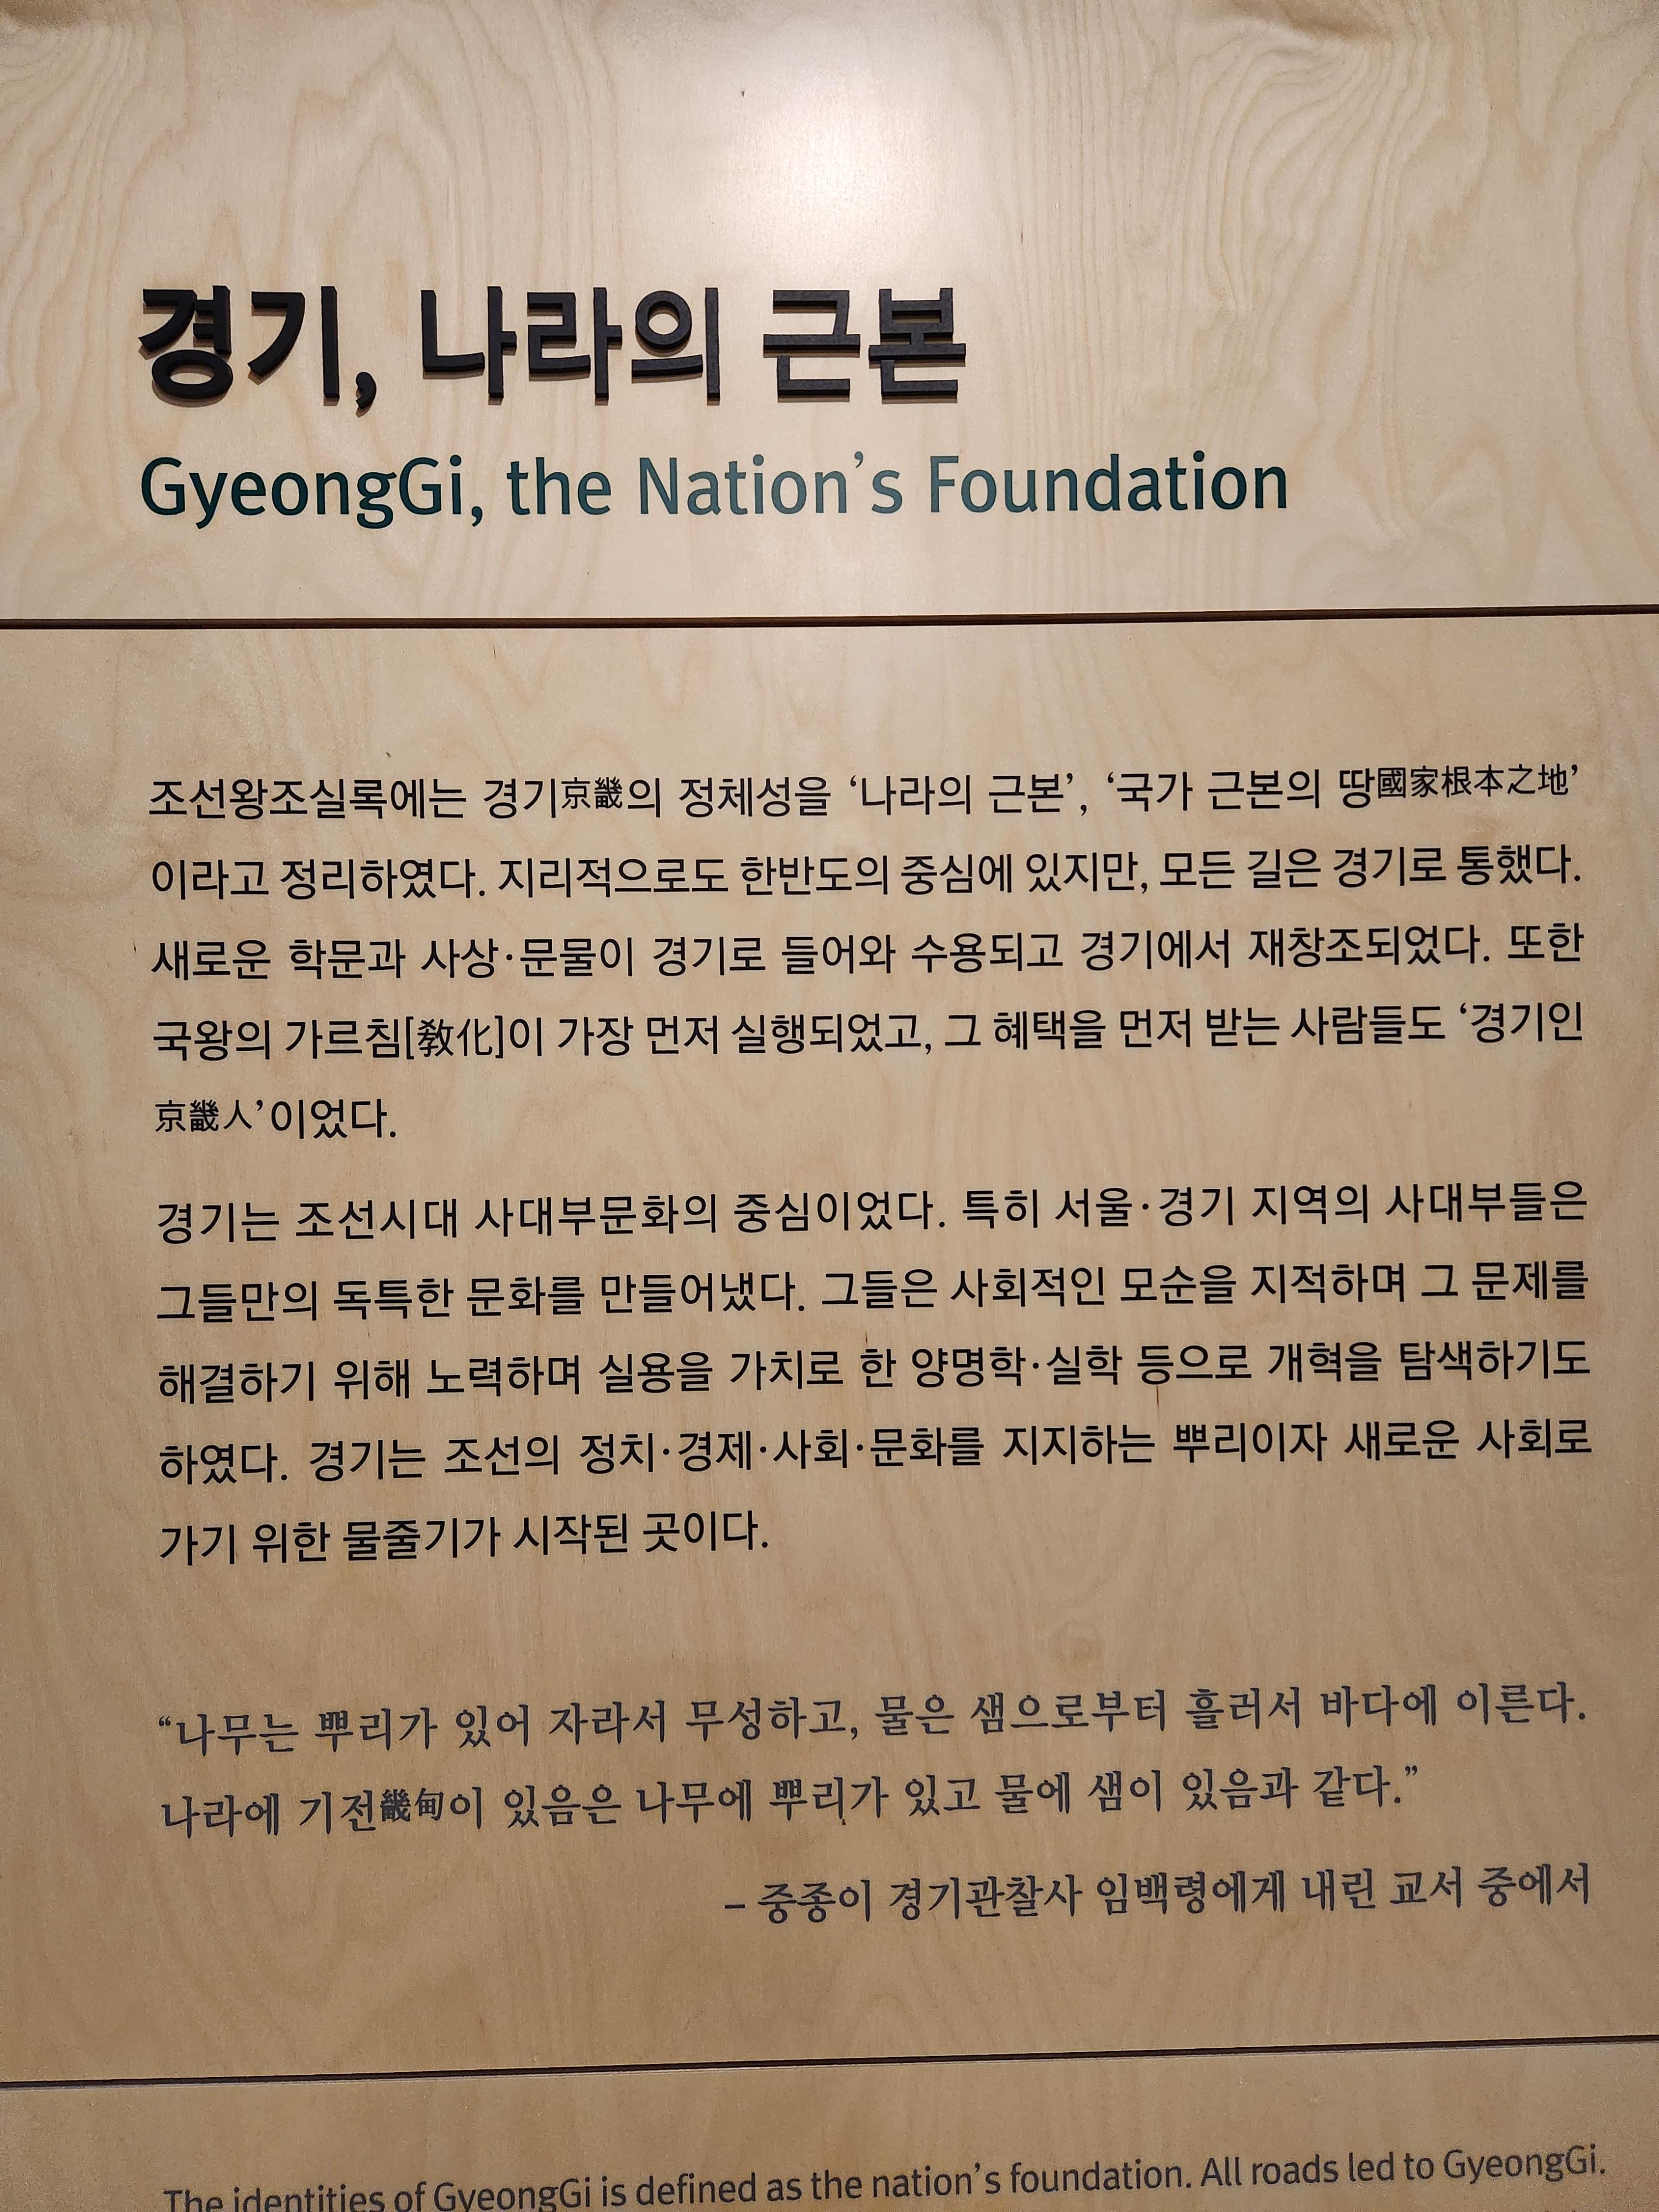 경기, 나라의 근본
GyeongGi, the Nation’s Foundation
조선왕조실록에는 경기京畿의 정체성을 ‘나라의 근본’, ‘국가 근본의 땅國家根本之地’
이라고 정리하였다. 지리적으로도 한반도의 중심에 있지만, 모든 길은 경기로 통했다.
새로운 학문과 사상·문물이 경기로 들어와 수용되고 경기에서 재창조되었다. 또한
국왕의 가르침[敎化]이 가장 먼저 실행되었고, 그 혜택을 먼저 받는 사람들도 ‘경기인
京畿人’이었다.
경기는 조선시대 사대부문화의 중심이었다. 특히 서울·경기 지역의 사대부들은
그들만의 독특한 문화를 만들어냈다. 그들은 사회적인 모순을 지적하며 그 문제를
해결하기 위해 노력하며 실용을 가치로 한 양명학·실학 등으로 개혁을 탐색하기도
하였다. 경기는 조선의 정치·경제·사회·문화를 지지하는 뿌리이자 새로운 사회로
가기 위한 물줄기가 시작된 곳이다.
“나무는 뿌리가 있어 자라서 무성하고, 물은 샘으로부터 흘러서 바다에 이른다.
나라에 기전畿甸이 있음은 나무에 뿌리가 있고 물에 샘이 있음과 같다.”
– 중종이 경기관찰사 임백령에게 내린 교서 중에서
The identities of GyeongGi is defined as the nation’s foundation. All roads led to GyeongGi.